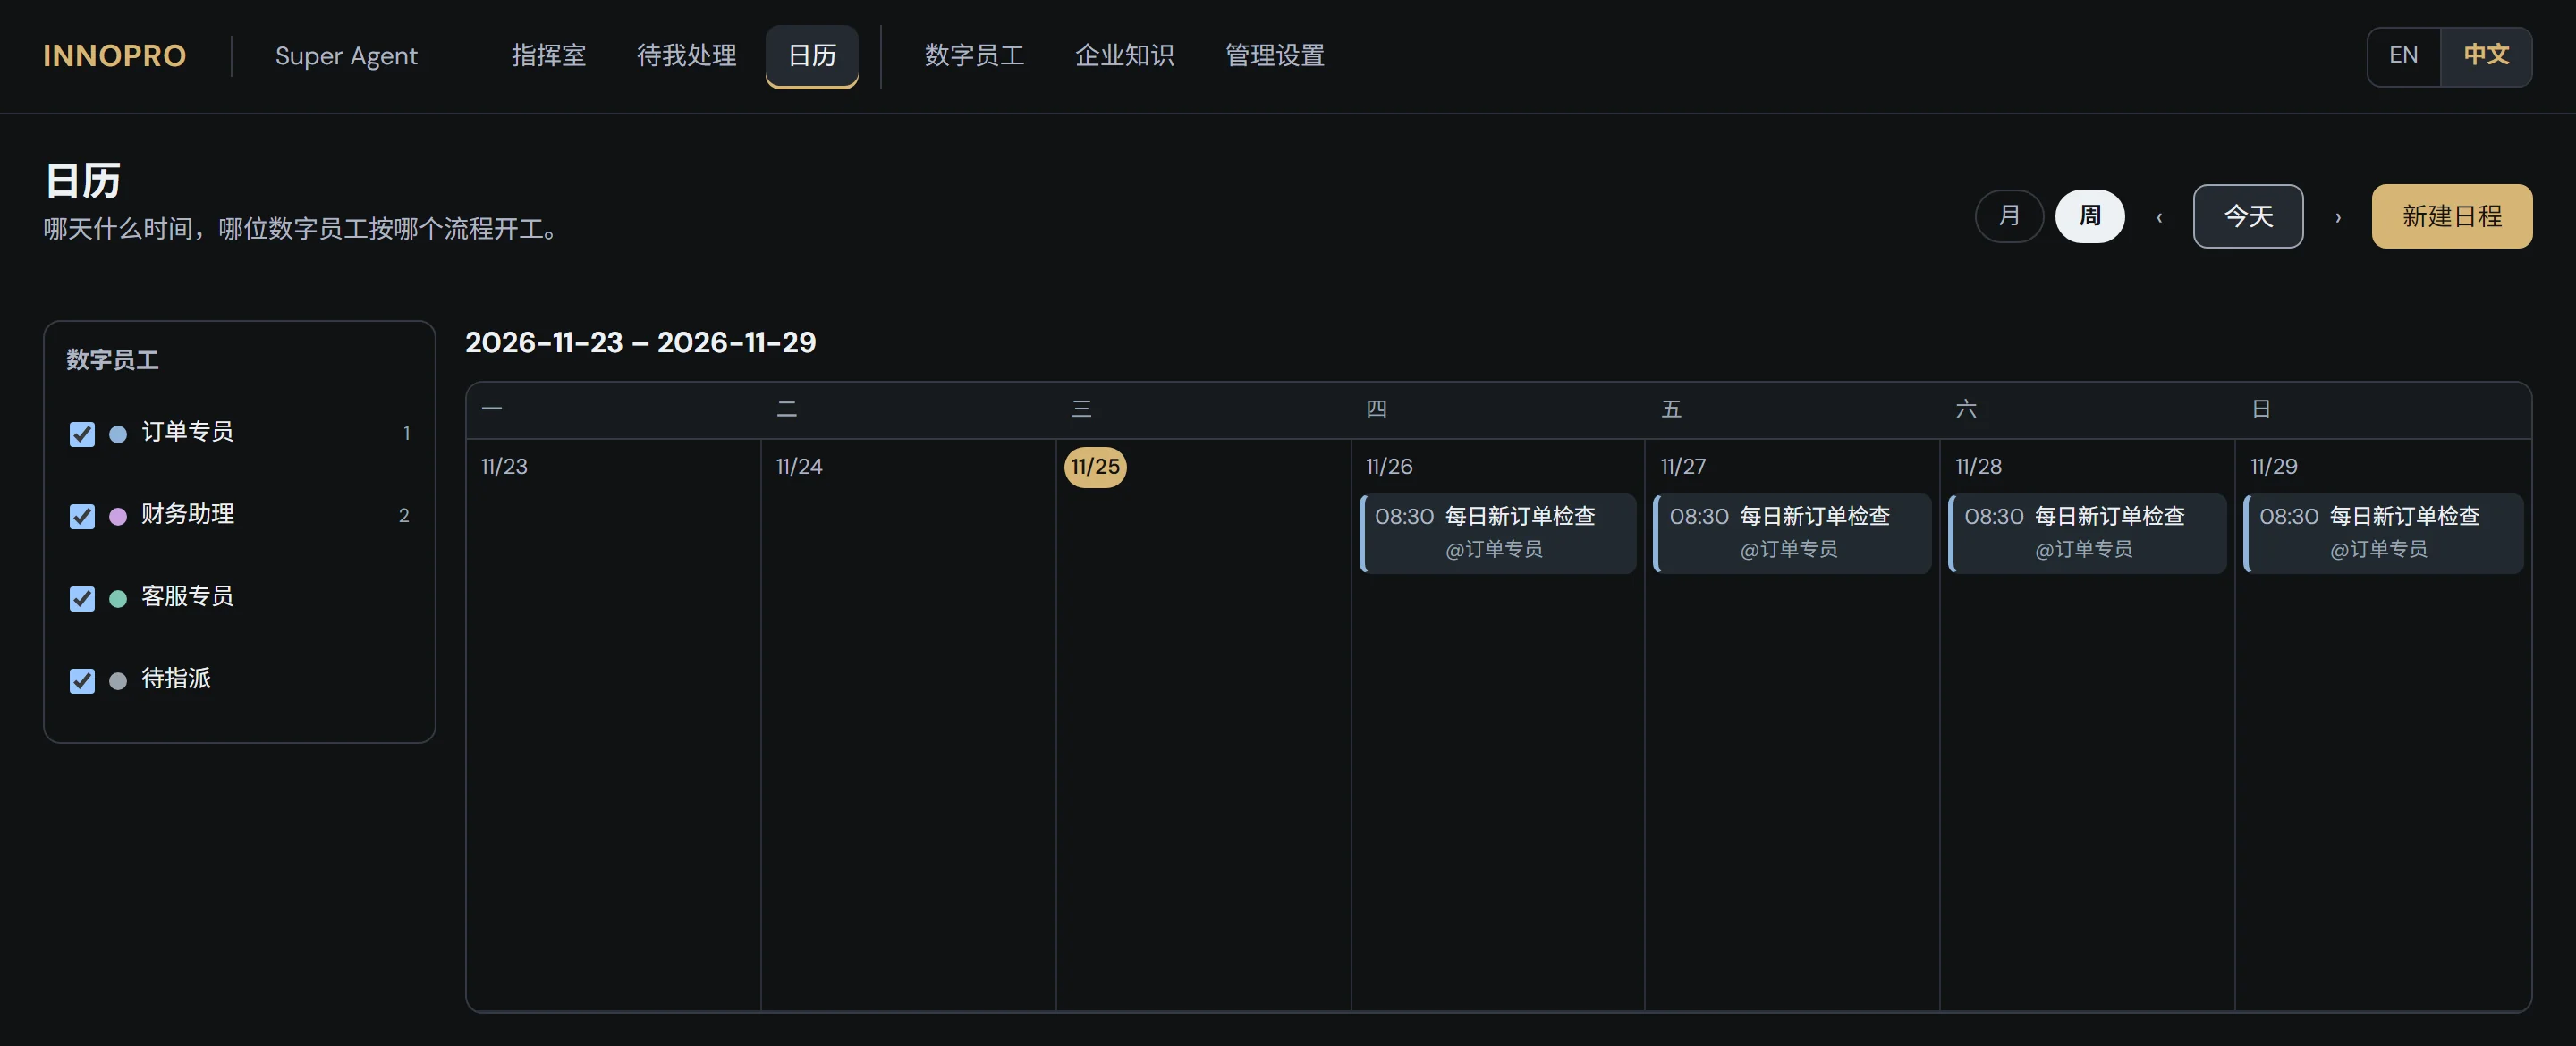 INNOPRO
Super Agent
指挥室
待我处理
日历
数字员工
企业知识
管理设置
EN
中文
日历
哪天什么时间，哪位数字员工按哪个流程开工。
月
周
‹
今天
›
新建日程
数字员工
订单专员 1
财务助理 2
客服专员
待指派
2026-11-23 – 2026-11-29
一 二 三 四 五 六 日
11/23 11/24 11/25 11/26 11/27 11/28 11/29
08:30 每日新订单检查
@订单专员
08:30 每日新订单检查
@订单专员
08:30 每日新订单检查
@订单专员
08:30 每日新订单检查
@订单专员